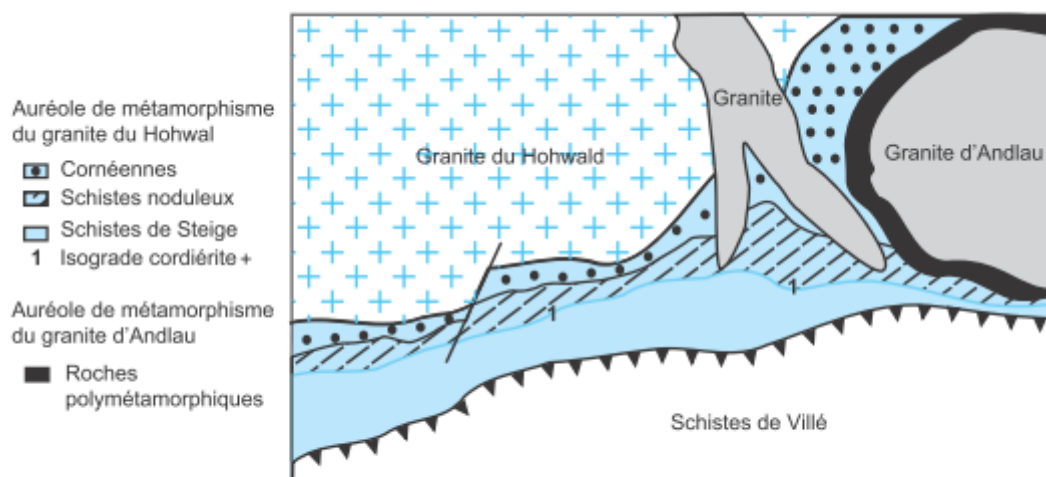 Auréole de métamorphisme
du granite du Hohwal
Cornéennes
Schistes noduleux
Schistes de Steige
1 Isograde cordiérite +
Auréole de métamorphisme
du granite d'Andlau
Roches
polymétamorphiques
Granite
Granite du Hohwald
Granite d'Andlau
1
1
Schistes de Villé